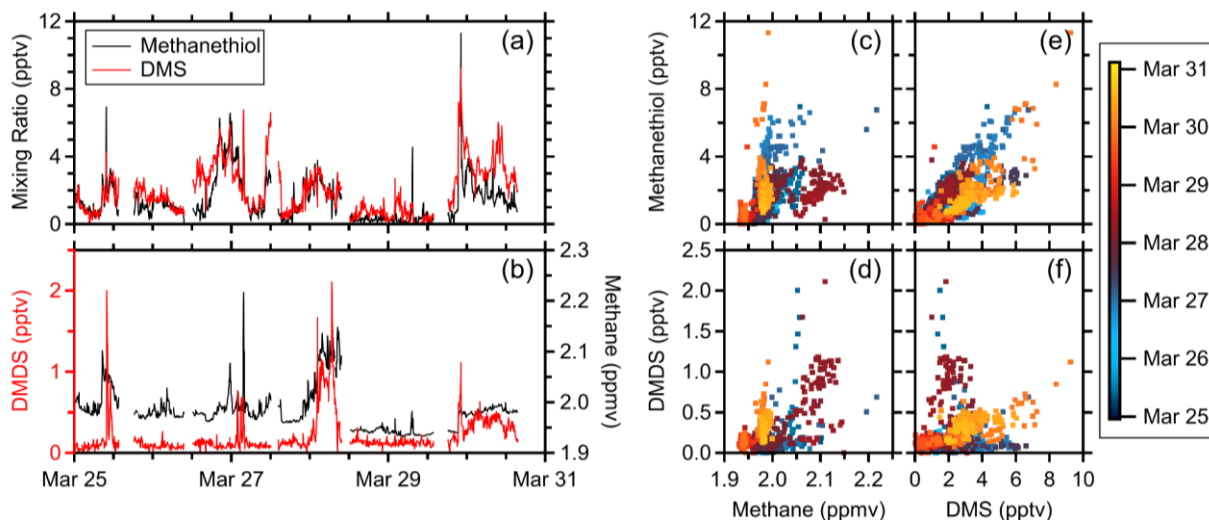 12
8
4
0
Mixing Ratio (pptv)
Methanethiol
DMS
(a)
2
1
0
DMDS (pptv)
(b)
2.3
2.2
2.1
2.0
1.9
Methane (ppmv)
Mar 25
Mar 27
Mar 29
Mar 31
12
8
4
0
Methanethiol (pptv)
(c)
(e)
2.5
2.0
1.5
1.0
0.5
0.0
DMDS (pptv)
(d)
(f)
1.9
2.0
2.1
2.2
0
2
4
6
8
10
Methane (ppmv)
DMS (pptv)
Mar 31
Mar 30
Mar 29
Mar 28
Mar 27
Mar 26
Mar 25